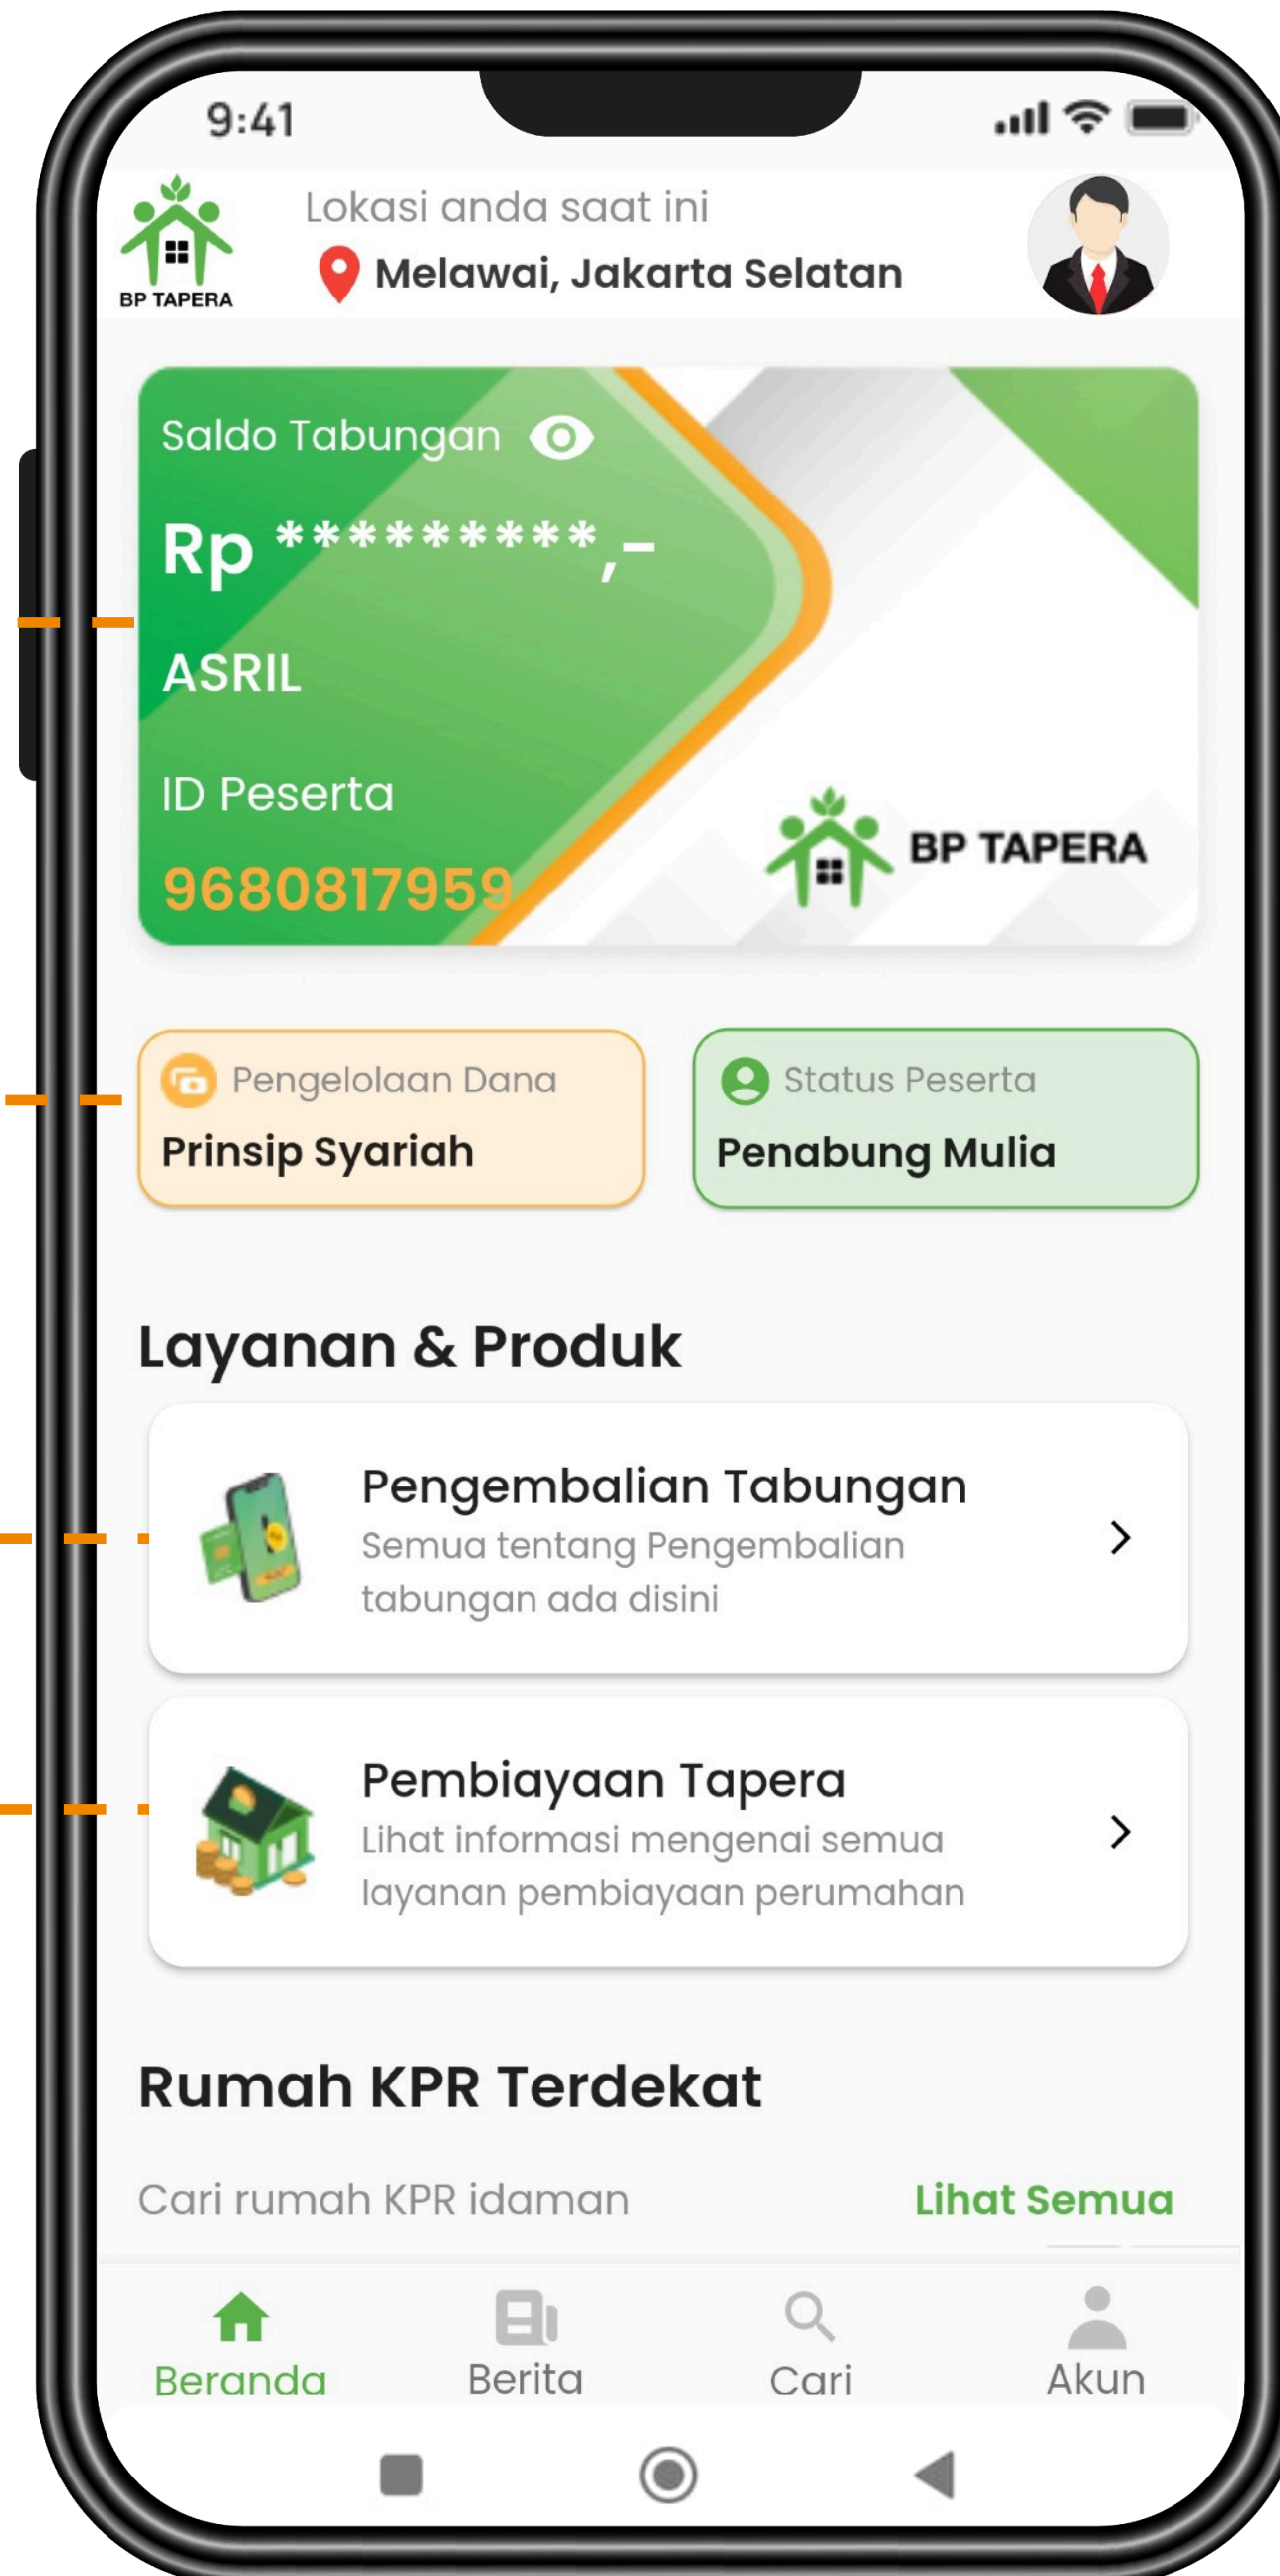 9:41
Lokasi anda saat ini
Melawai, Jakarta Selatan
BP TAPERA
Saldo Tabungan
Rp *********,-
ASRIL
ID Peserta
9680817959
BP TAPERA
Pengelolaan Dana
Prinsip Syariah
Status Peserta
Penabung Mulia
Layanan & Produk
Pengembalian Tabungan
Semua tentang Pengembalian
tabungan ada disini
Pembiayaan Tapera
Lihat informasi mengenai semua
layanan pembiayaan perumahan
Rumah KPR Terdekat
Cari rumah KPR idaman
Lihat Semua
Beranda
Berita
Cari
Akun